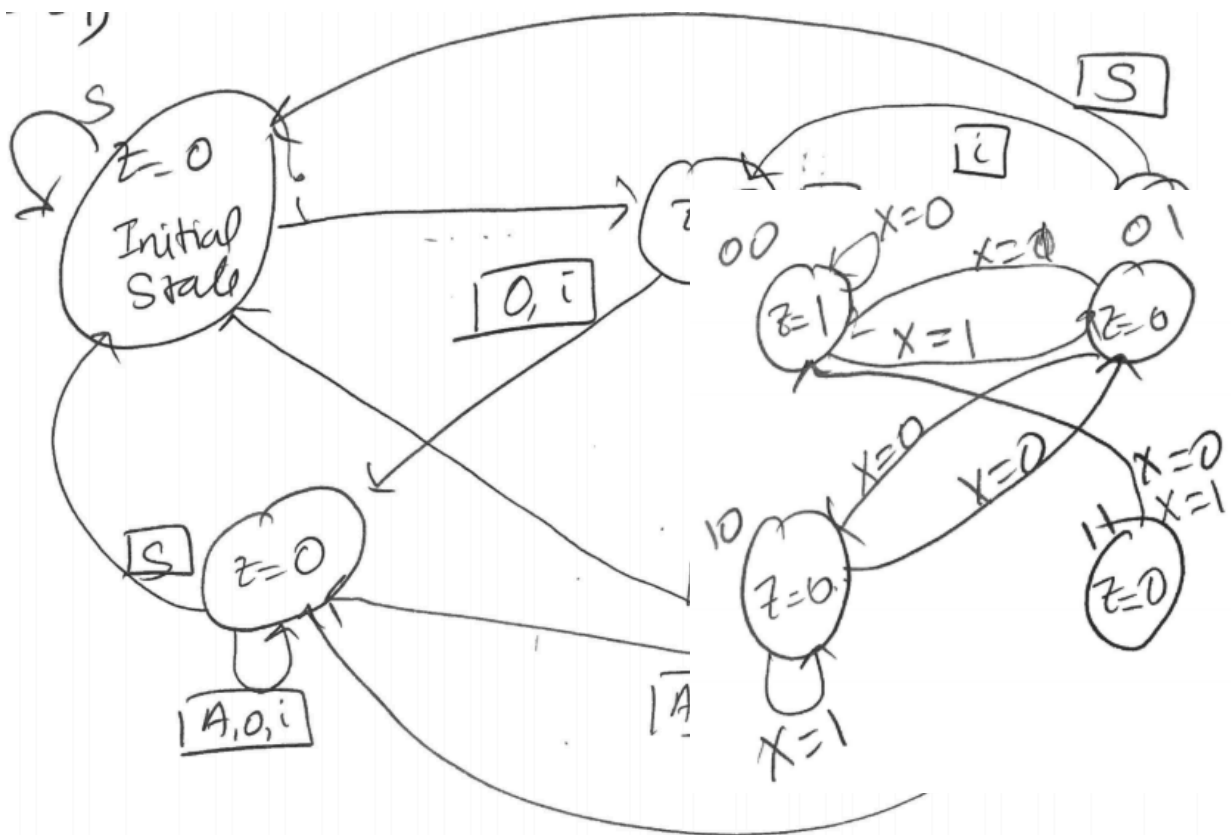 S
S
z=0
Initial
State
i
i
0, i
S
z=0
A,0,i
00
X=0
01
z=1
X=1
z=0
X=0
X=0
X=0
X=1
10
11
z=0
z=0
X=1